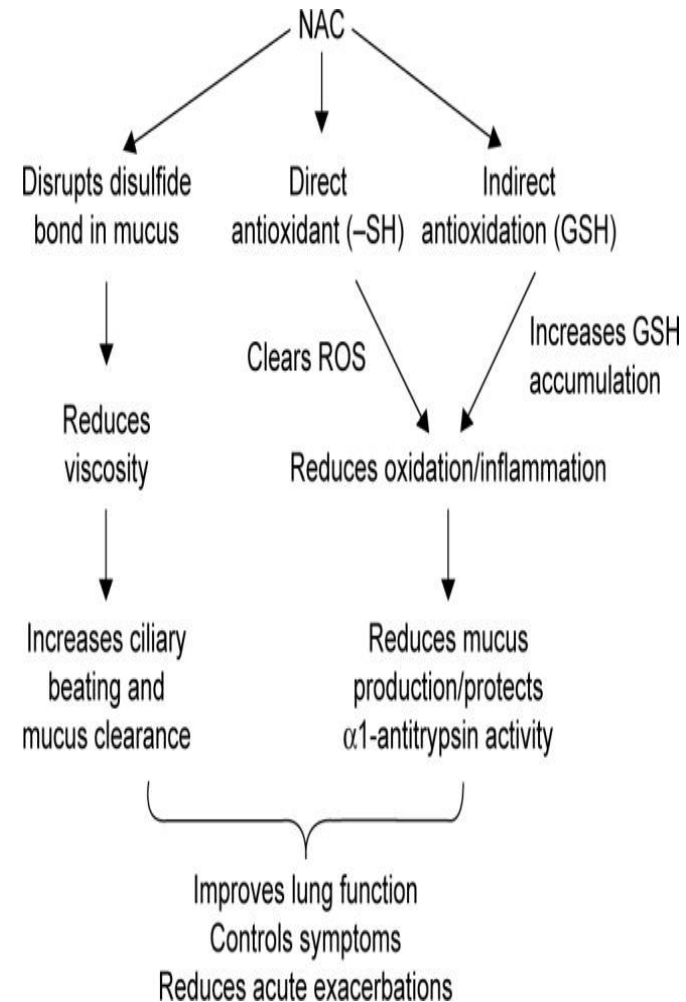 NAC
Disrupts disulfide
bond in mucus
Direct
antioxidant (–SH)
Indirect
antioxidation (GSH)
Clears ROS
Increases GSH
accumulation
Reduces
viscosity
Reduces oxidation/inflammation
Increases ciliary
beating and
mucus clearance
Reduces mucus
production/protects
α1-antitrypsin activity
Improves lung function
Controls symptoms
Reduces acute exacerbations